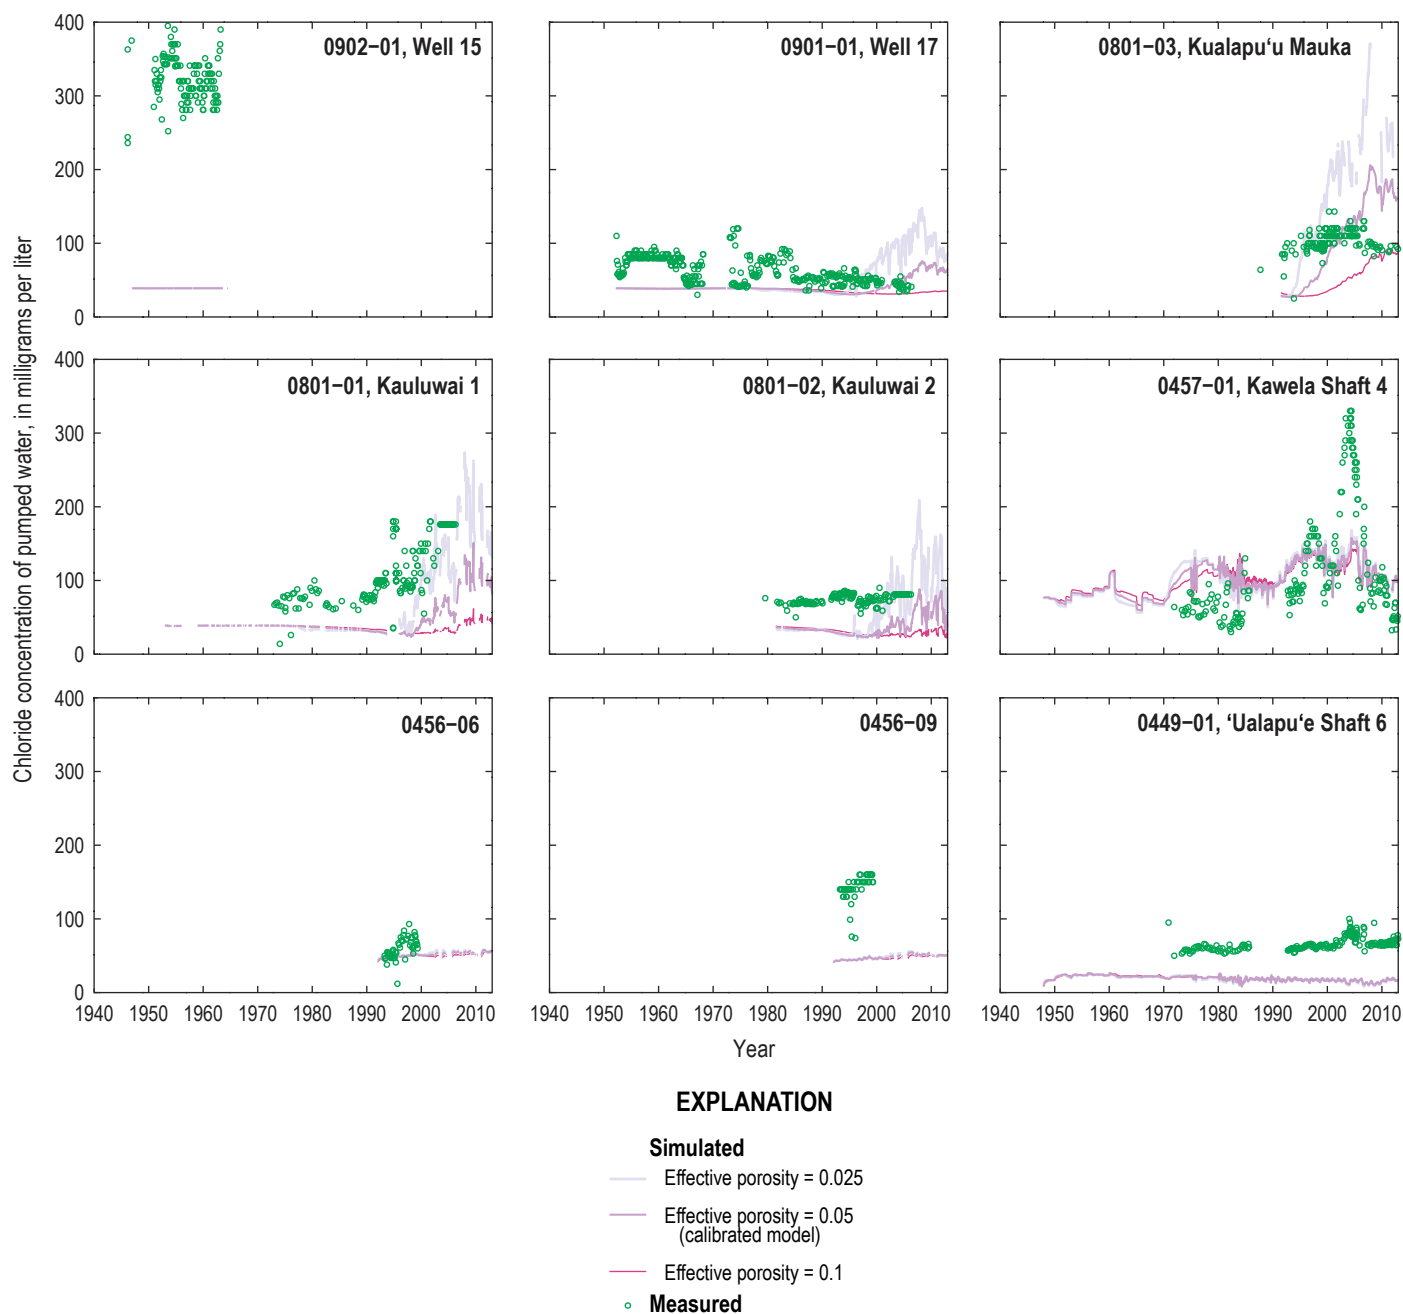 Chloride concentration of pumped water, in milligrams per liter
400
300
200
100
0
0902−01, Well 15
0901−01, Well 17
0801−03, Kualapuʻu Mauka
400
300
200
100
0
0801−01, Kauluwai 1
0801−02, Kauluwai 2
0457−01, Kawela Shaft 4
400
300
200
100
0
0456−06
0456−09
0449−01, ʻUalapuʻe Shaft 6
1940 1950 1960 1970 1980 1990 2000 2010
1940 1950 1960 1970 1980 1990 2000 2010
1940 1950 1960 1970 1980 1990 2000 2010
Year
EXPLANATION
Simulated
Effective porosity = 0.025
Effective porosity = 0.05
(calibrated model)
Effective porosity = 0.1
Measured